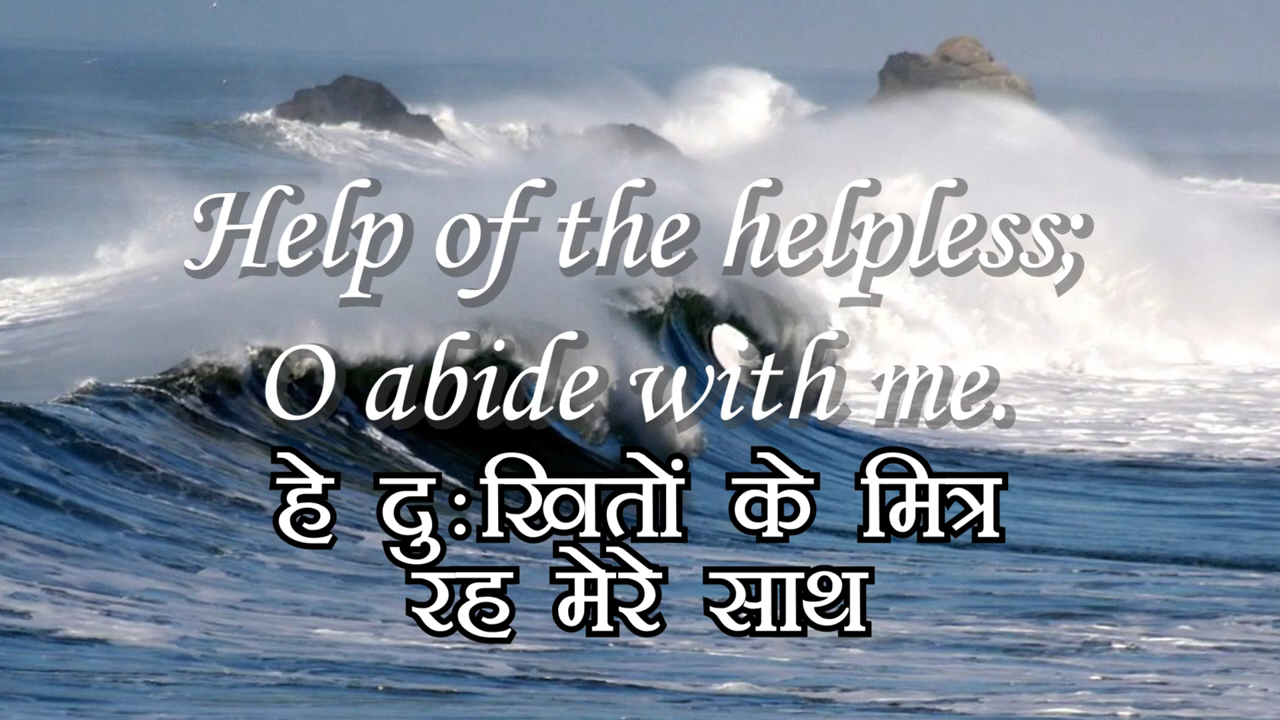 Help of the helpless;
O abide with me.
हे दु:खितों के मित्र
रह मेरे साथ